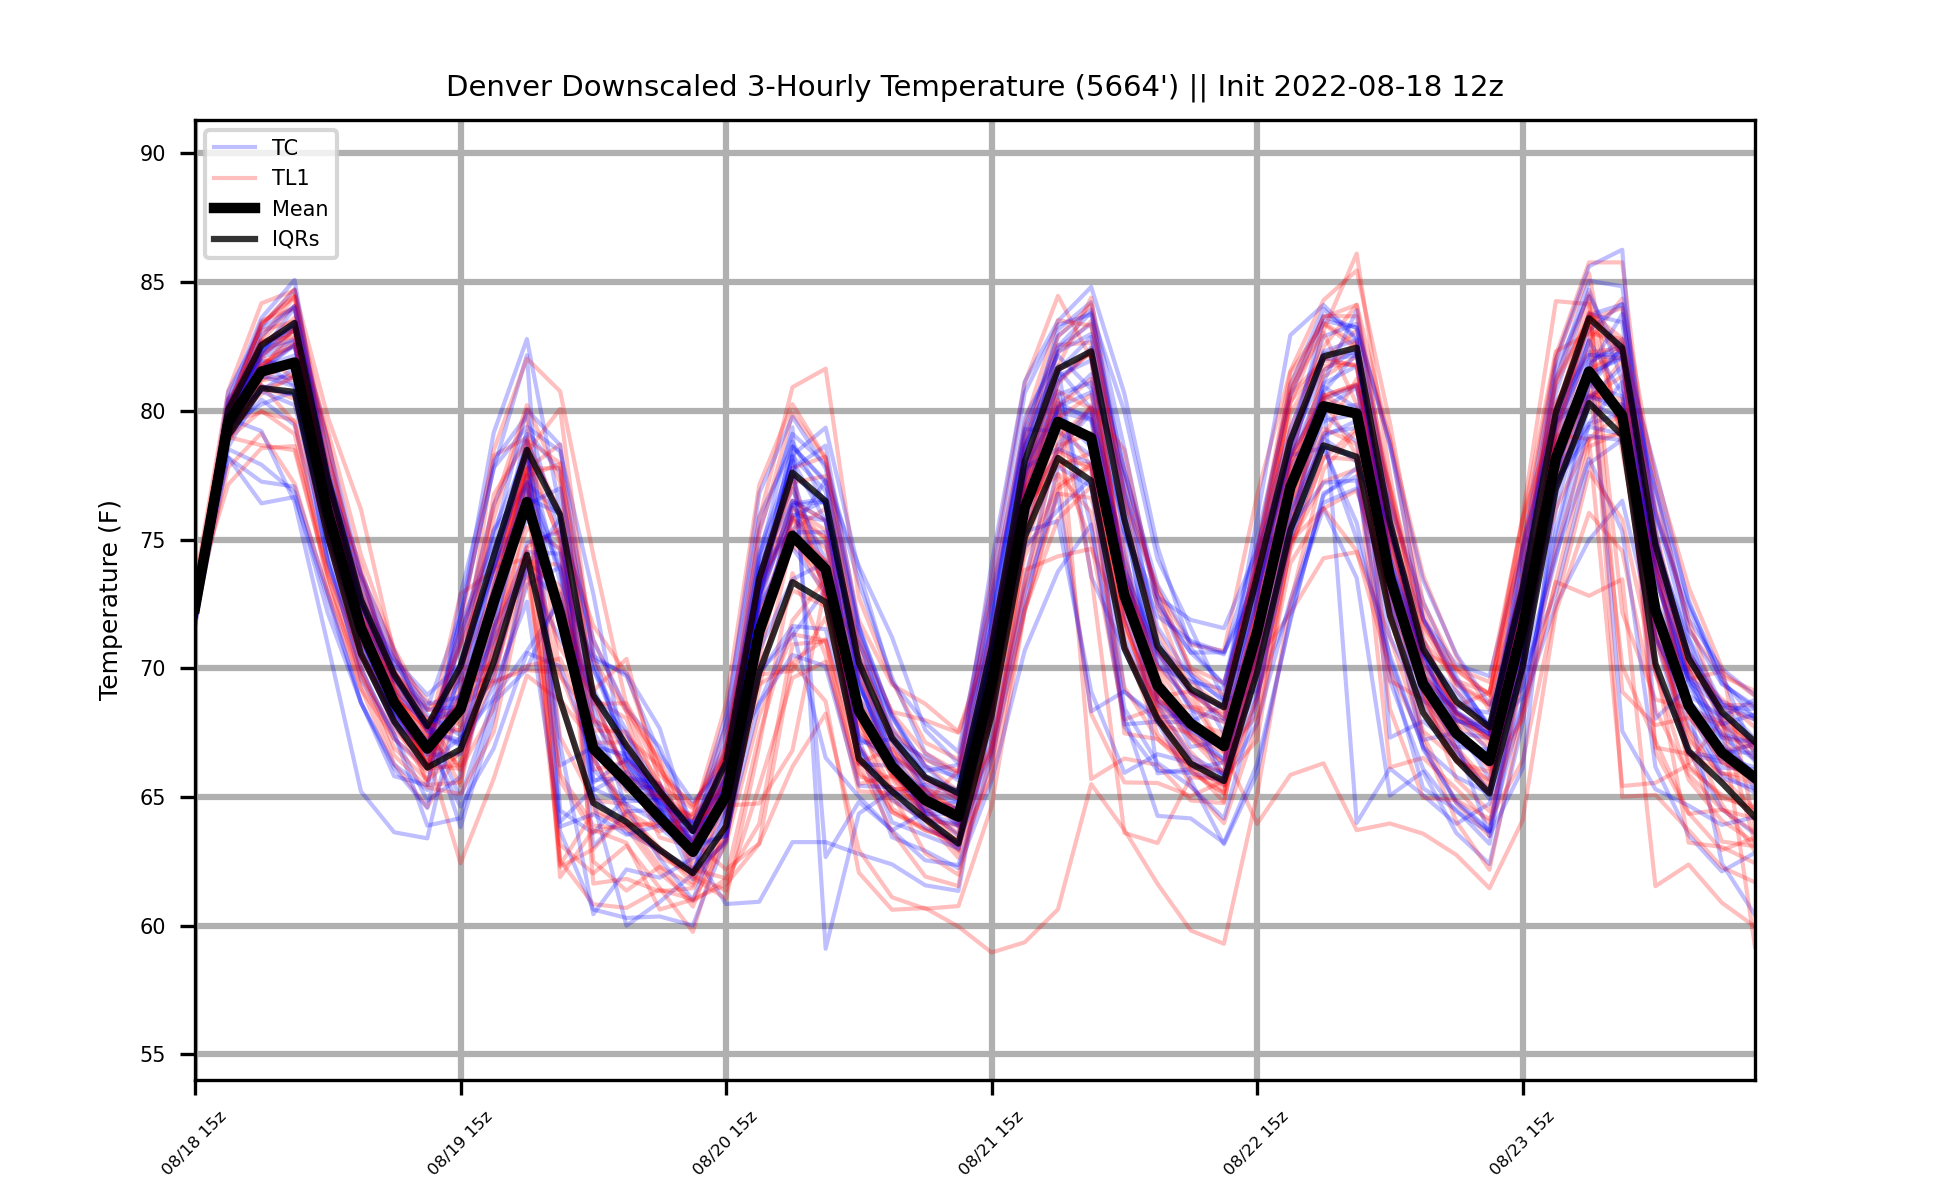 Denver Downscaled 3-Hourly Temperature (5664') || Init 2022-08-18 12z
TC
TL1
Mean
IQRs
Temperature (F)
90
85
80
75
70
65
60
55
08/18 15z
08/19 15z
08/20 15z
08/21 15z
08/22 15z
08/23 15z